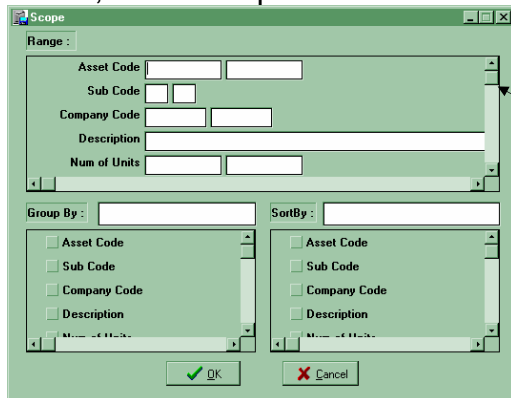 Scope
Range :
Asset Code
Sub Code
Company Code
Description
Num of Units
Group By :
SortBy :
Asset Code
Asset Code
Sub Code
Sub Code
Company Code
Company Code
Description
Description
OK
Cancel